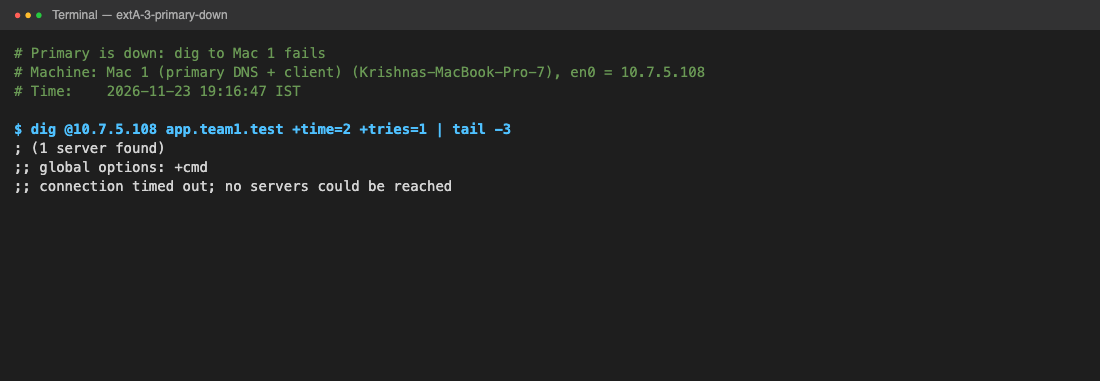 Terminal — extA-3-primary-down
# Primary is down: dig to Mac 1 fails
# Machine: Mac 1 (primary DNS + client) (Krishnas-MacBook-Pro-7), en0 = 10.7.5.108
# Time:    2026-11-23 19:16:47 IST
$ dig @10.7.5.108 app.team1.test +time=2 +tries=1 | tail -3
; (1 server found)
;; global options: +cmd
;; connection timed out; no servers could be reached